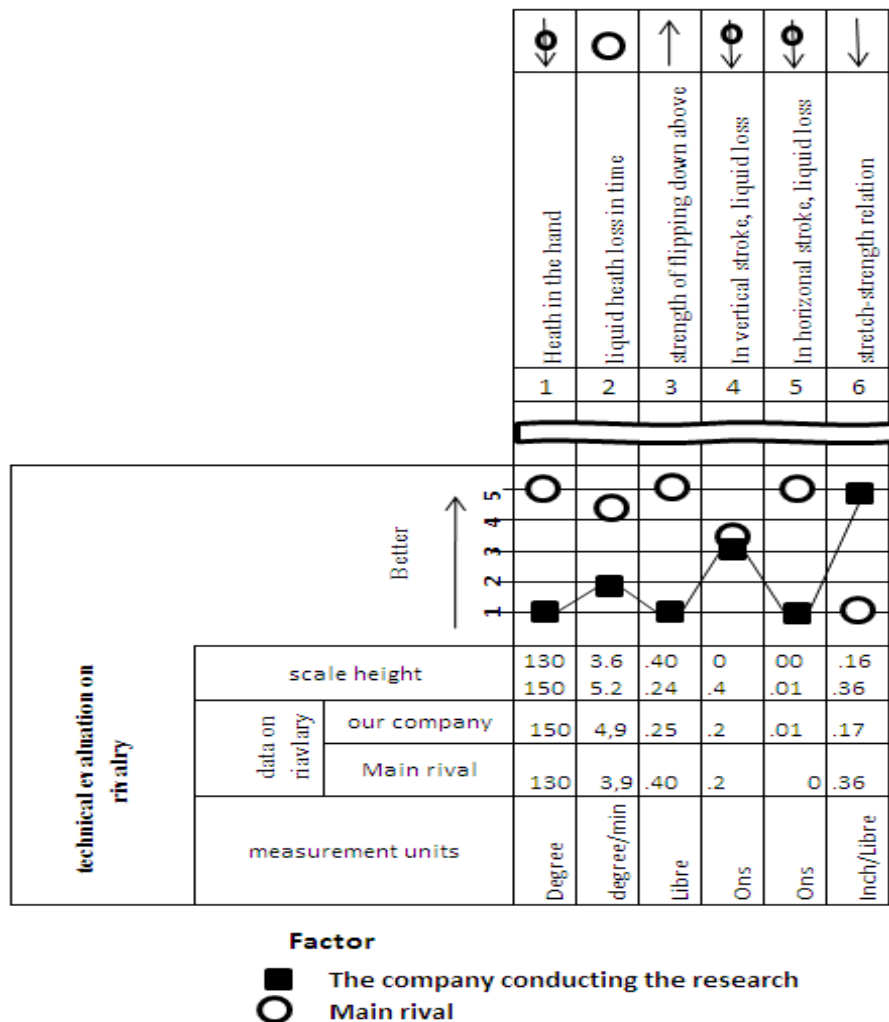 Heath in the hand
liquid heath loss in time
strength of flipping down above
In vertical stroke, liquid loss
In horizonal stroke, liquid loss
stretch-strength relation
1 2 3 4 5 6
technical evaluation on
rivalry
Better
5
4
3
2
1
scale height
130 3.6 .40 0 00 .16
150 5.2 .24 .4 .01 .36
data on
riavlary
our company
150 4,9 .25 .2 .01 .17
Main rival
130 3,9 .40 .2 0 .36
measurement units
Degree
degree/min
Libre
Ons
Ons
Inch/Libre
Factor
The company conducting the research
Main rival